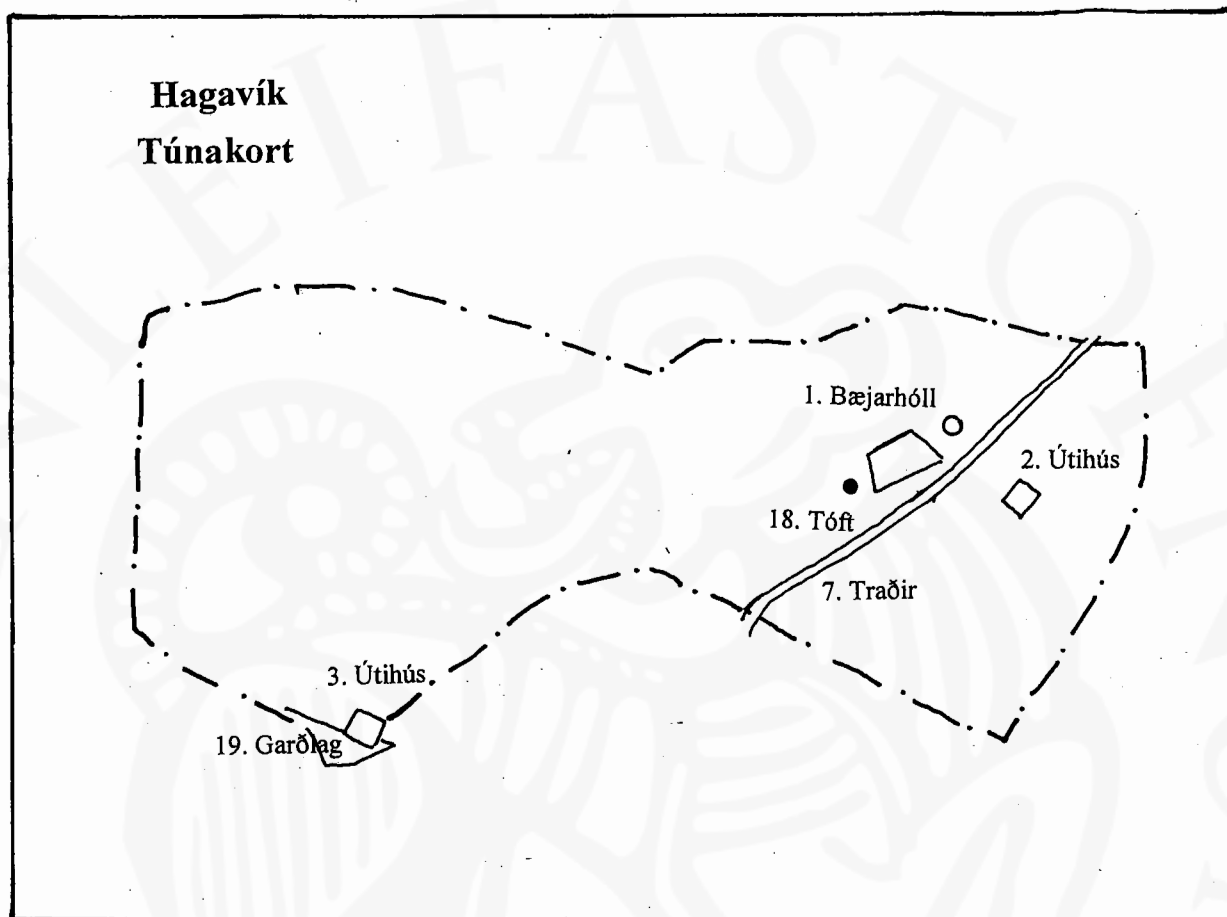 Hagavík
Túnakort
1. Bæjarhóll
2. Útihús
18. Tóft
7. Traðir
3. Útihús
19. Garðlag